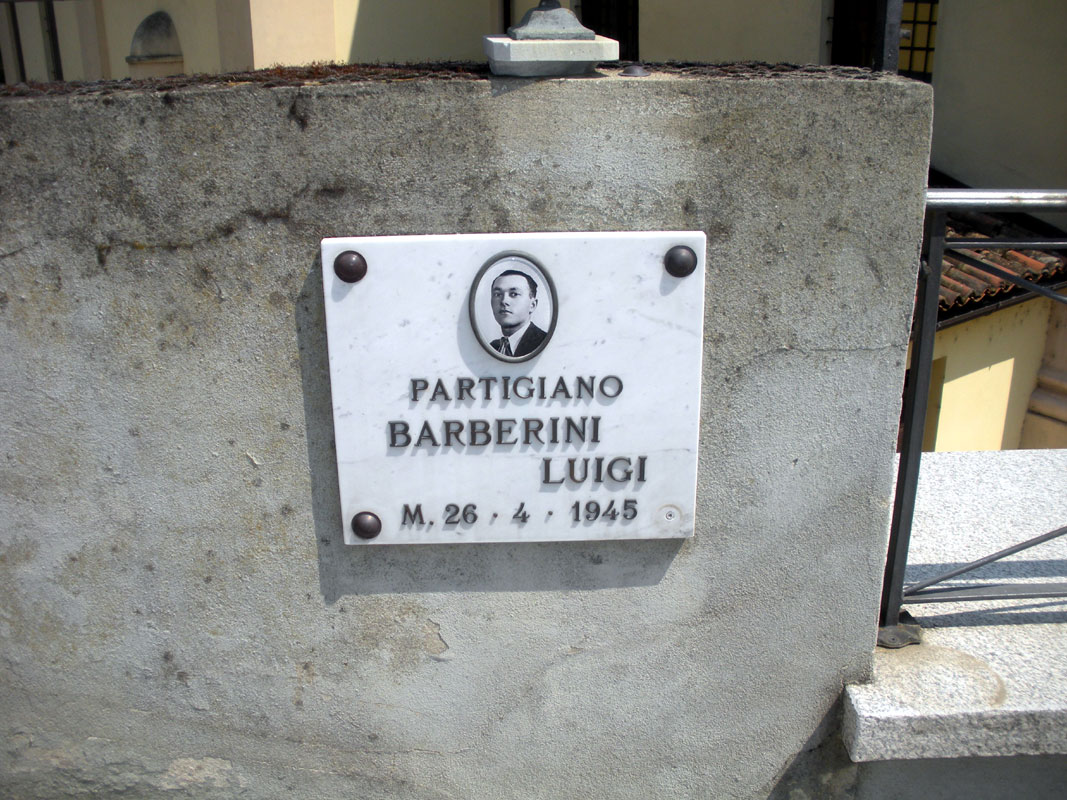 PARTIGIANO
BARBERINI
LUIGI
M. 26 · 4 · 1945